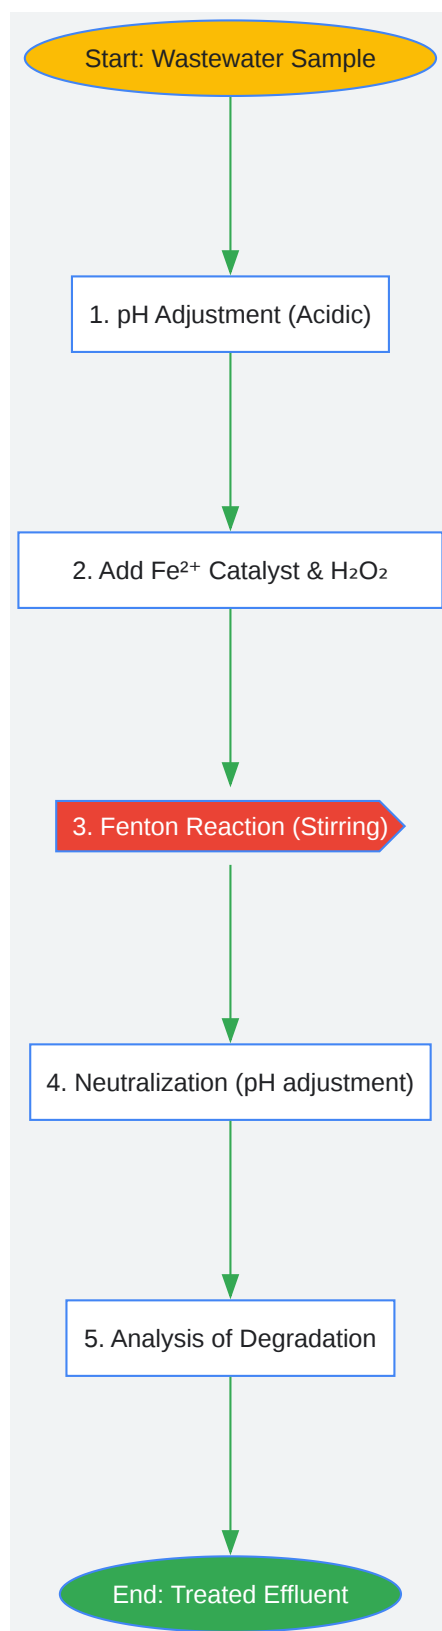 Start: Wastewater Sample
1. pH Adjustment (Acidic)
2. Add Fe²⁺ Catalyst & H₂O₂
3. Fenton Reaction (Stirring)
4. Neutralization (pH adjustment)
5. Analysis of Degradation
End: Treated Effluent